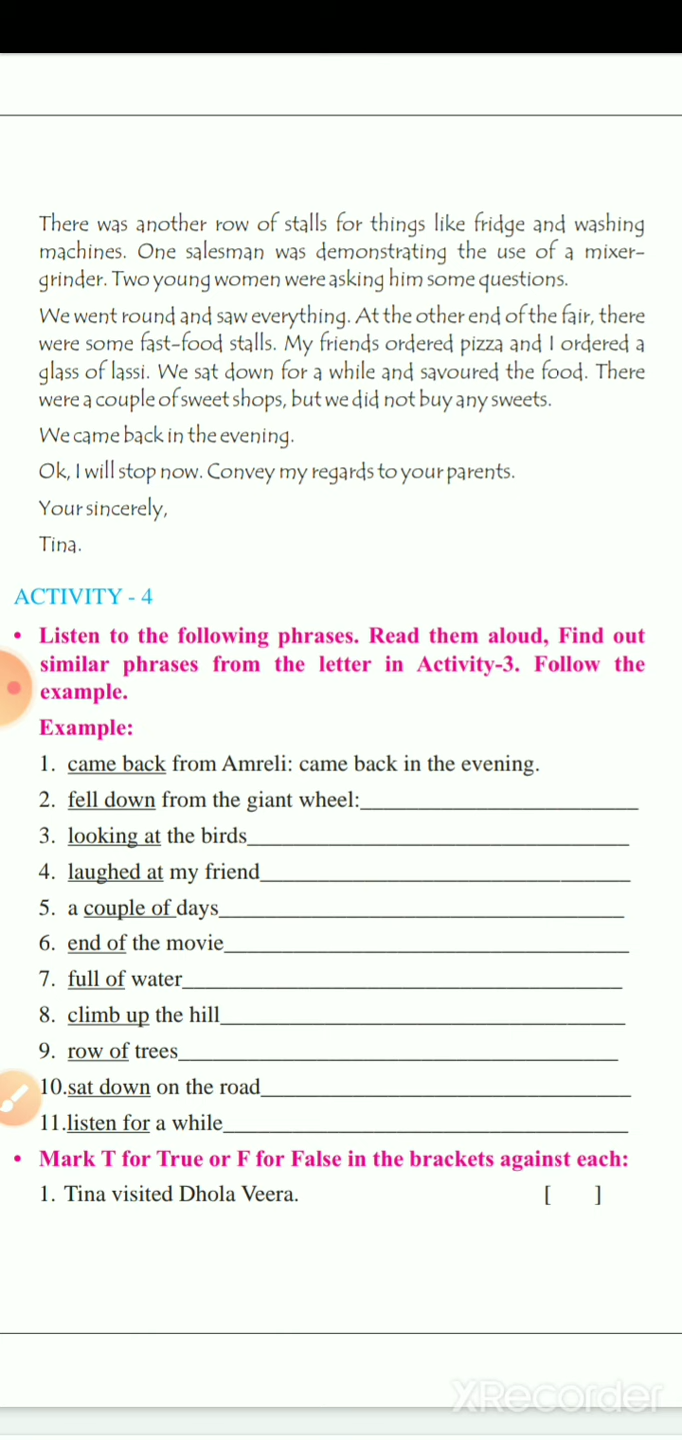 There was another row of stalls for things like fridge and washing
machines. One salesman was demonstrating the use of a mixer-
grinder. Two young women were asking him some questions.
We went round and saw everything. At the other end of the fair, there
were some fast-food stalls. My friends ordered pizza and I ordered a
glass of lassi. We sat down for a while and savoured the food. There
were a couple of sweet shops, but we did not buy any sweets.
We came back in the evening.
Ok, I will stop now. Convey my regards to your parents.
Your sincerely,
Tina.
ACTIVITY - 4
• Listen to the following phrases. Read them aloud, Find out
similar phrases from the letter in Activity-3. Follow the
example.
Example:
1. came back from Amreli: came back in the evening.
2. fell down from the giant wheel:____________
3. looking at the birds____________
4. laughed at my friend____________
5. a couple of days____________
6. end of the movie____________
7. full of water____________
8. climb up the hill____________
9. row of trees____________
10.sat down on the road____________
11.listen for a while____________
• Mark T for True or F for False in the brackets against each:
1. Tina visited Dhola Veera. [ ]
XRecorder